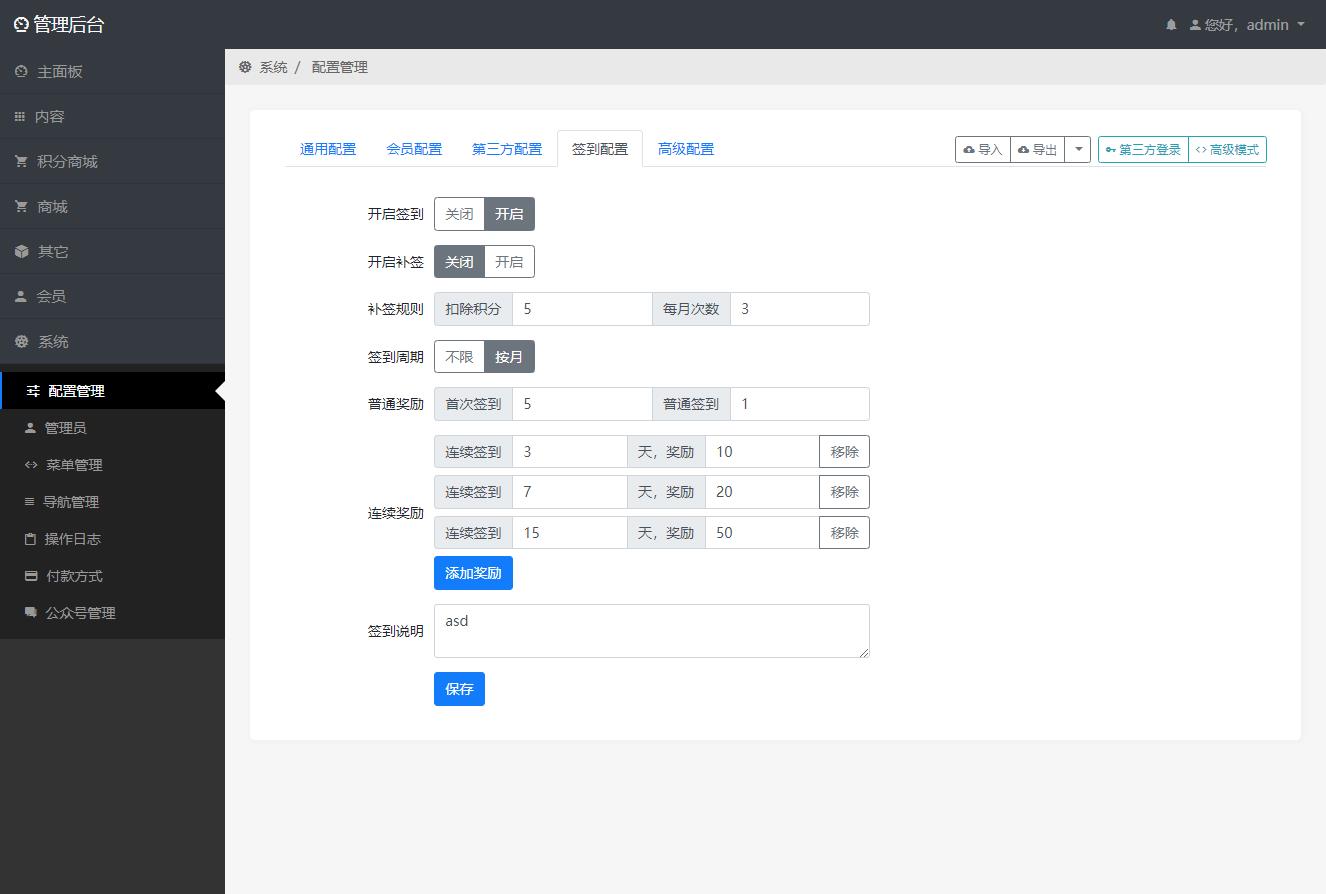 管理后台
您好，admin
主面板
内容
积分商城
商城
其它
会员
系统
配置管理
管理员
菜单管理
导航管理
操作日志
付款方式
公众号管理
系统 / 配置管理
通用配置 会员配置 第三方配置 签到配置 高级配置
导入 导出 第三方登录 高级模式
开启签到 关闭 开启
开启补签 关闭 开启
补签规则 扣除积分 5 每月次数 3
签到周期 不限 按月
普通奖励 首次签到 5 普通签到 1
连续奖励
连续签到 3 天，奖励 10 移除
连续签到 7 天，奖励 20 移除
连续签到 15 天，奖励 50 移除
添加奖励
签到说明 asd
保存